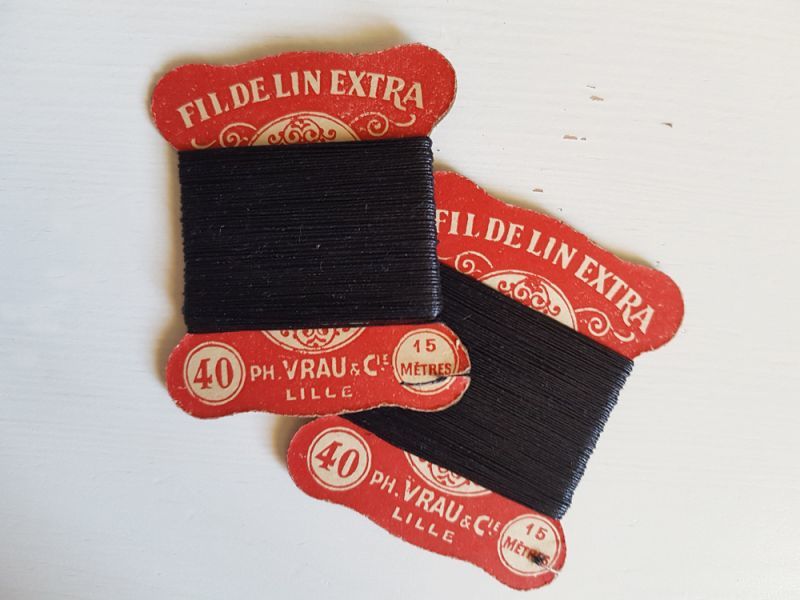 FIL DE LIN EXTRA
40
PH. VRAU & CIE
LILLE
15
MÈTRES
FIL DE LIN EXTRA
40
PH. VRAU & CIE
LILLE
15
MÈTRES